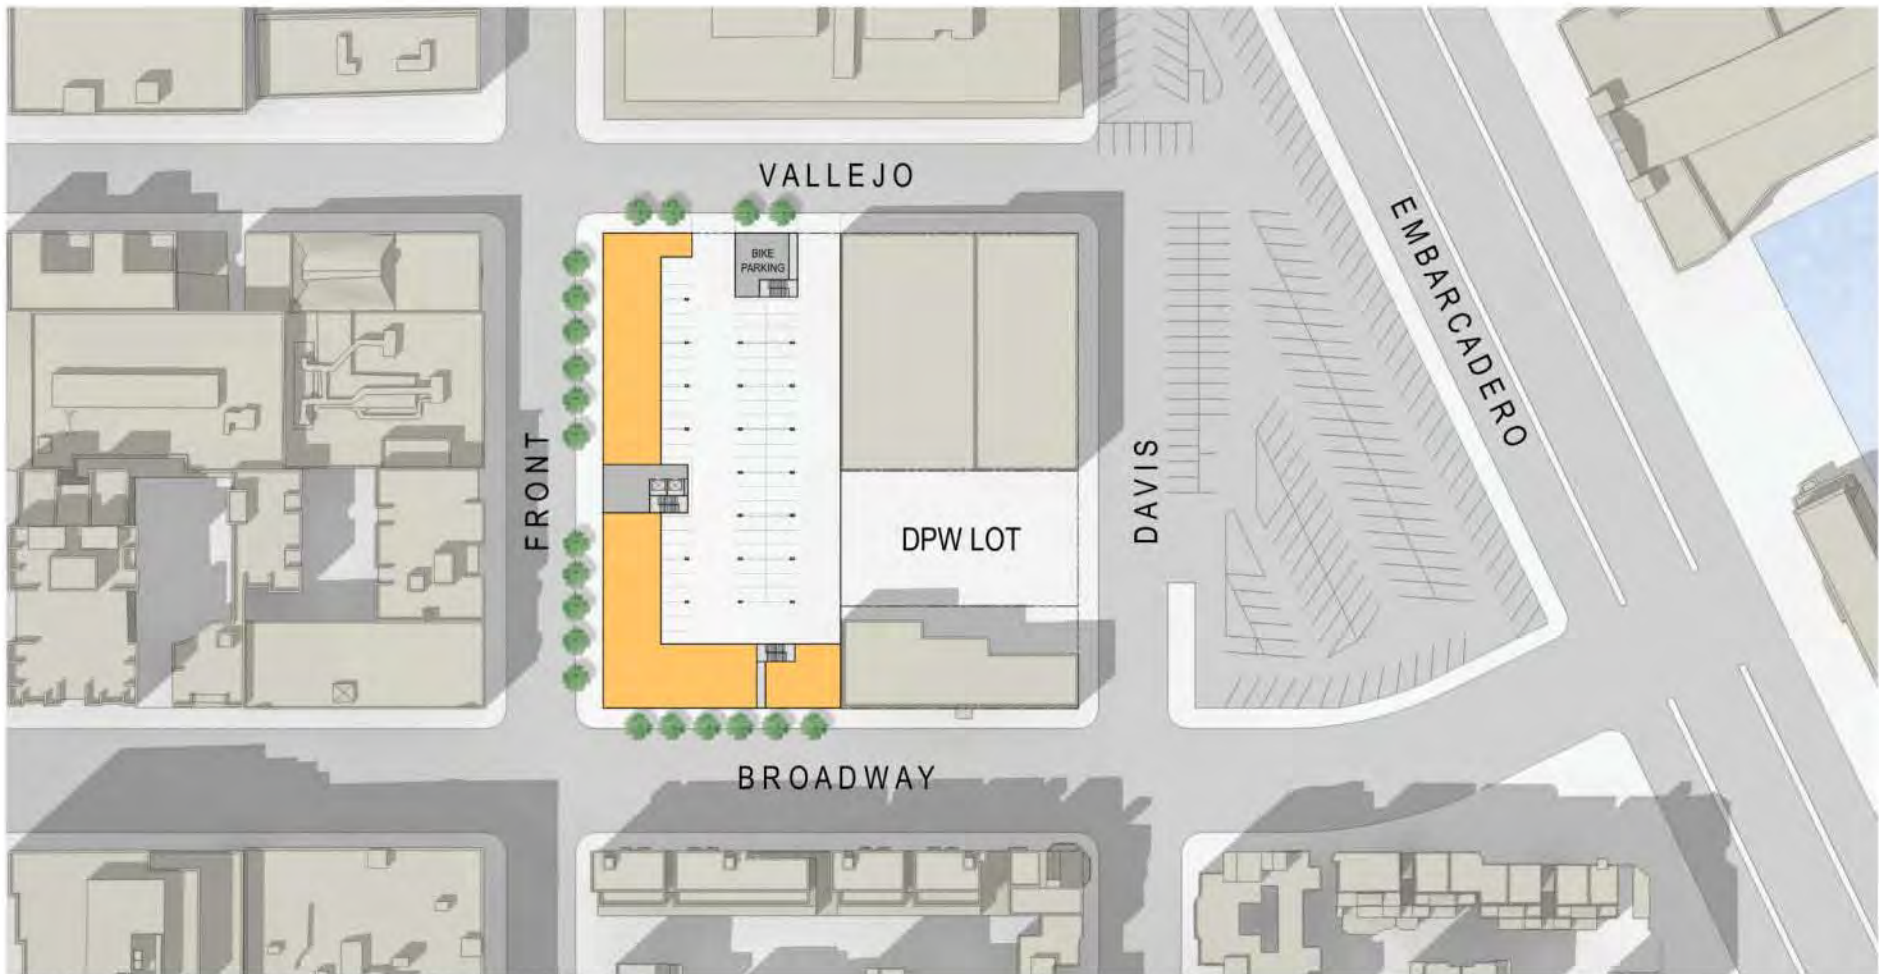 VALLEJO
EMBARCADERO
BIKE
PARKING
FRONT
DAVIS
DPW LOT
BROADWAY